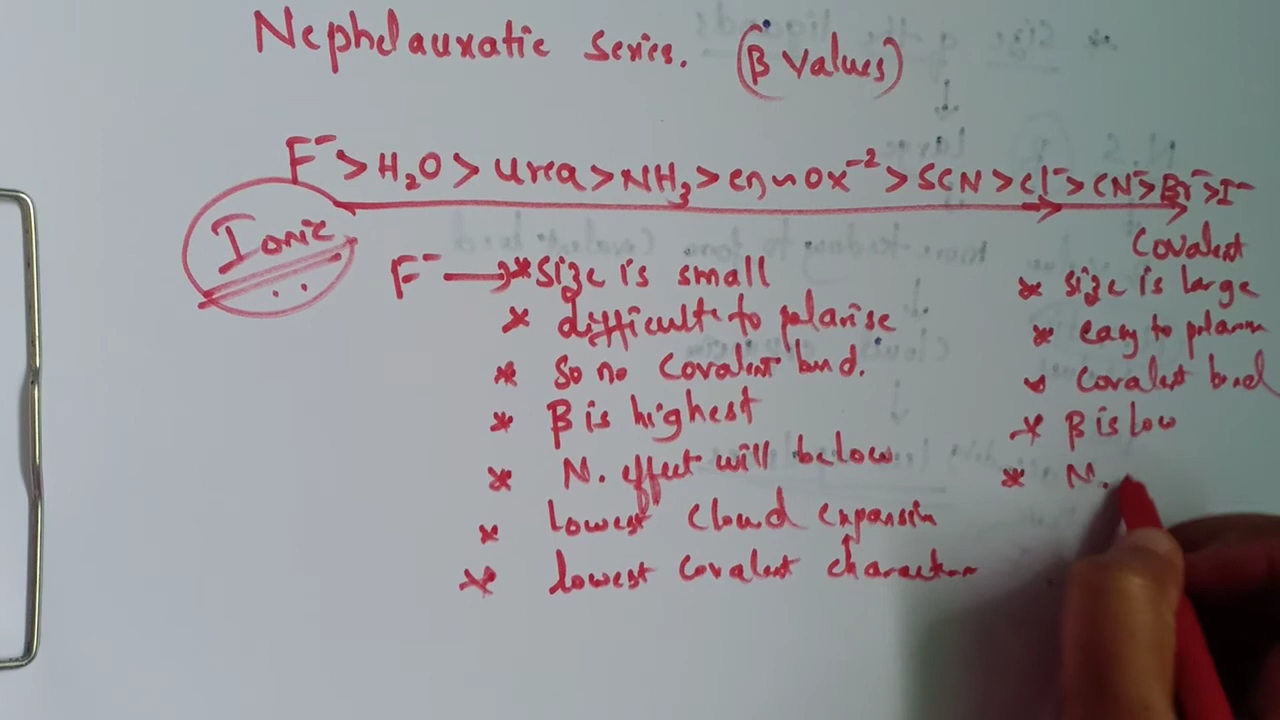 Nephelauxatic Series. (β Values)
F⁻ > H₂O > Urea > NH₃ > en ~ Ox⁻² > SCN > Cl⁻ > CN⁻ > Br⁻ > I⁻
Ionic
Covalent
F⁻ → * Size is small
* difficult to polarise
* So no Covalent bond.
* β is highest
* N. effect will be low
* lowest cloud expansion
* lowest covalent character
* Size is large
* easy to
* Covalent bond
* β is low
* N.